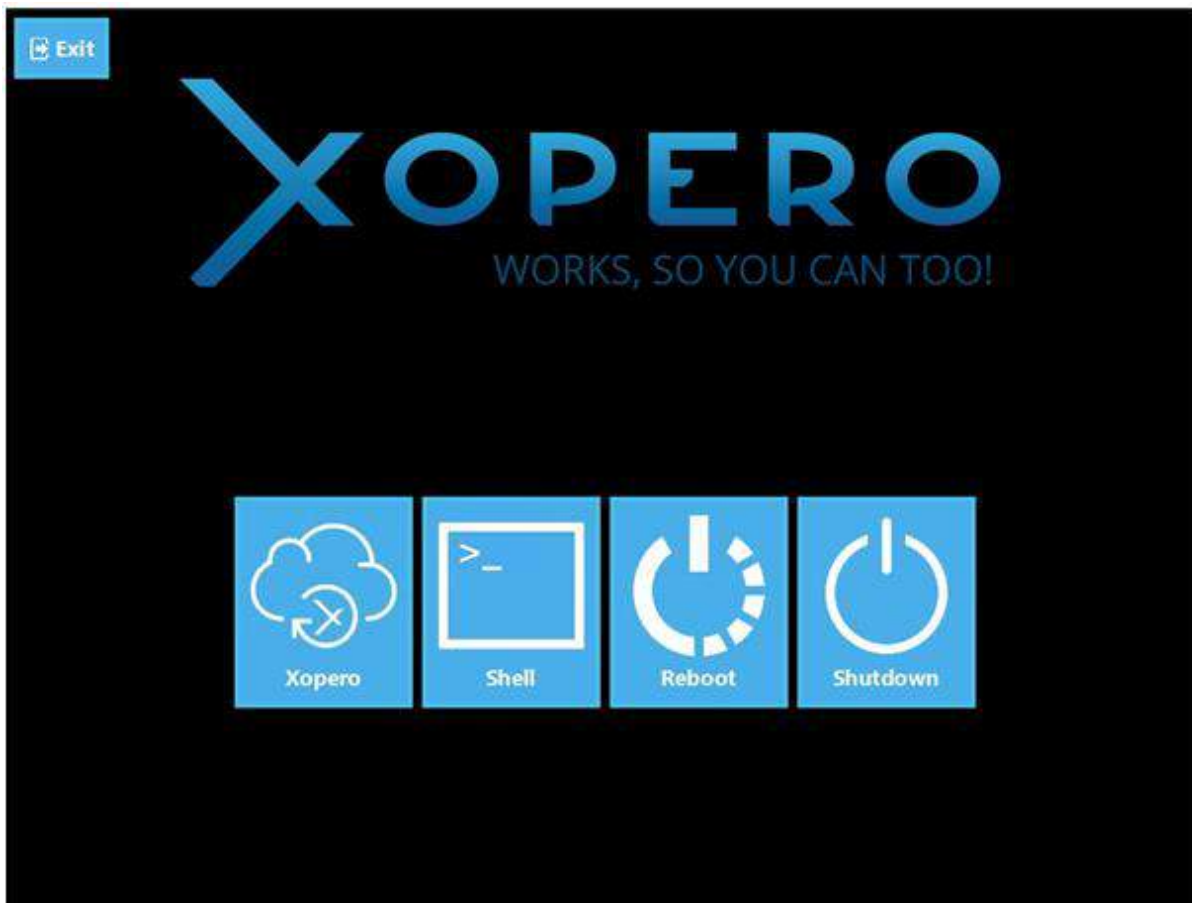 Exit
XOPERO
WORKS, SO YOU CAN TOO!
>_
Xopero
Shell
Reboot
Shutdown